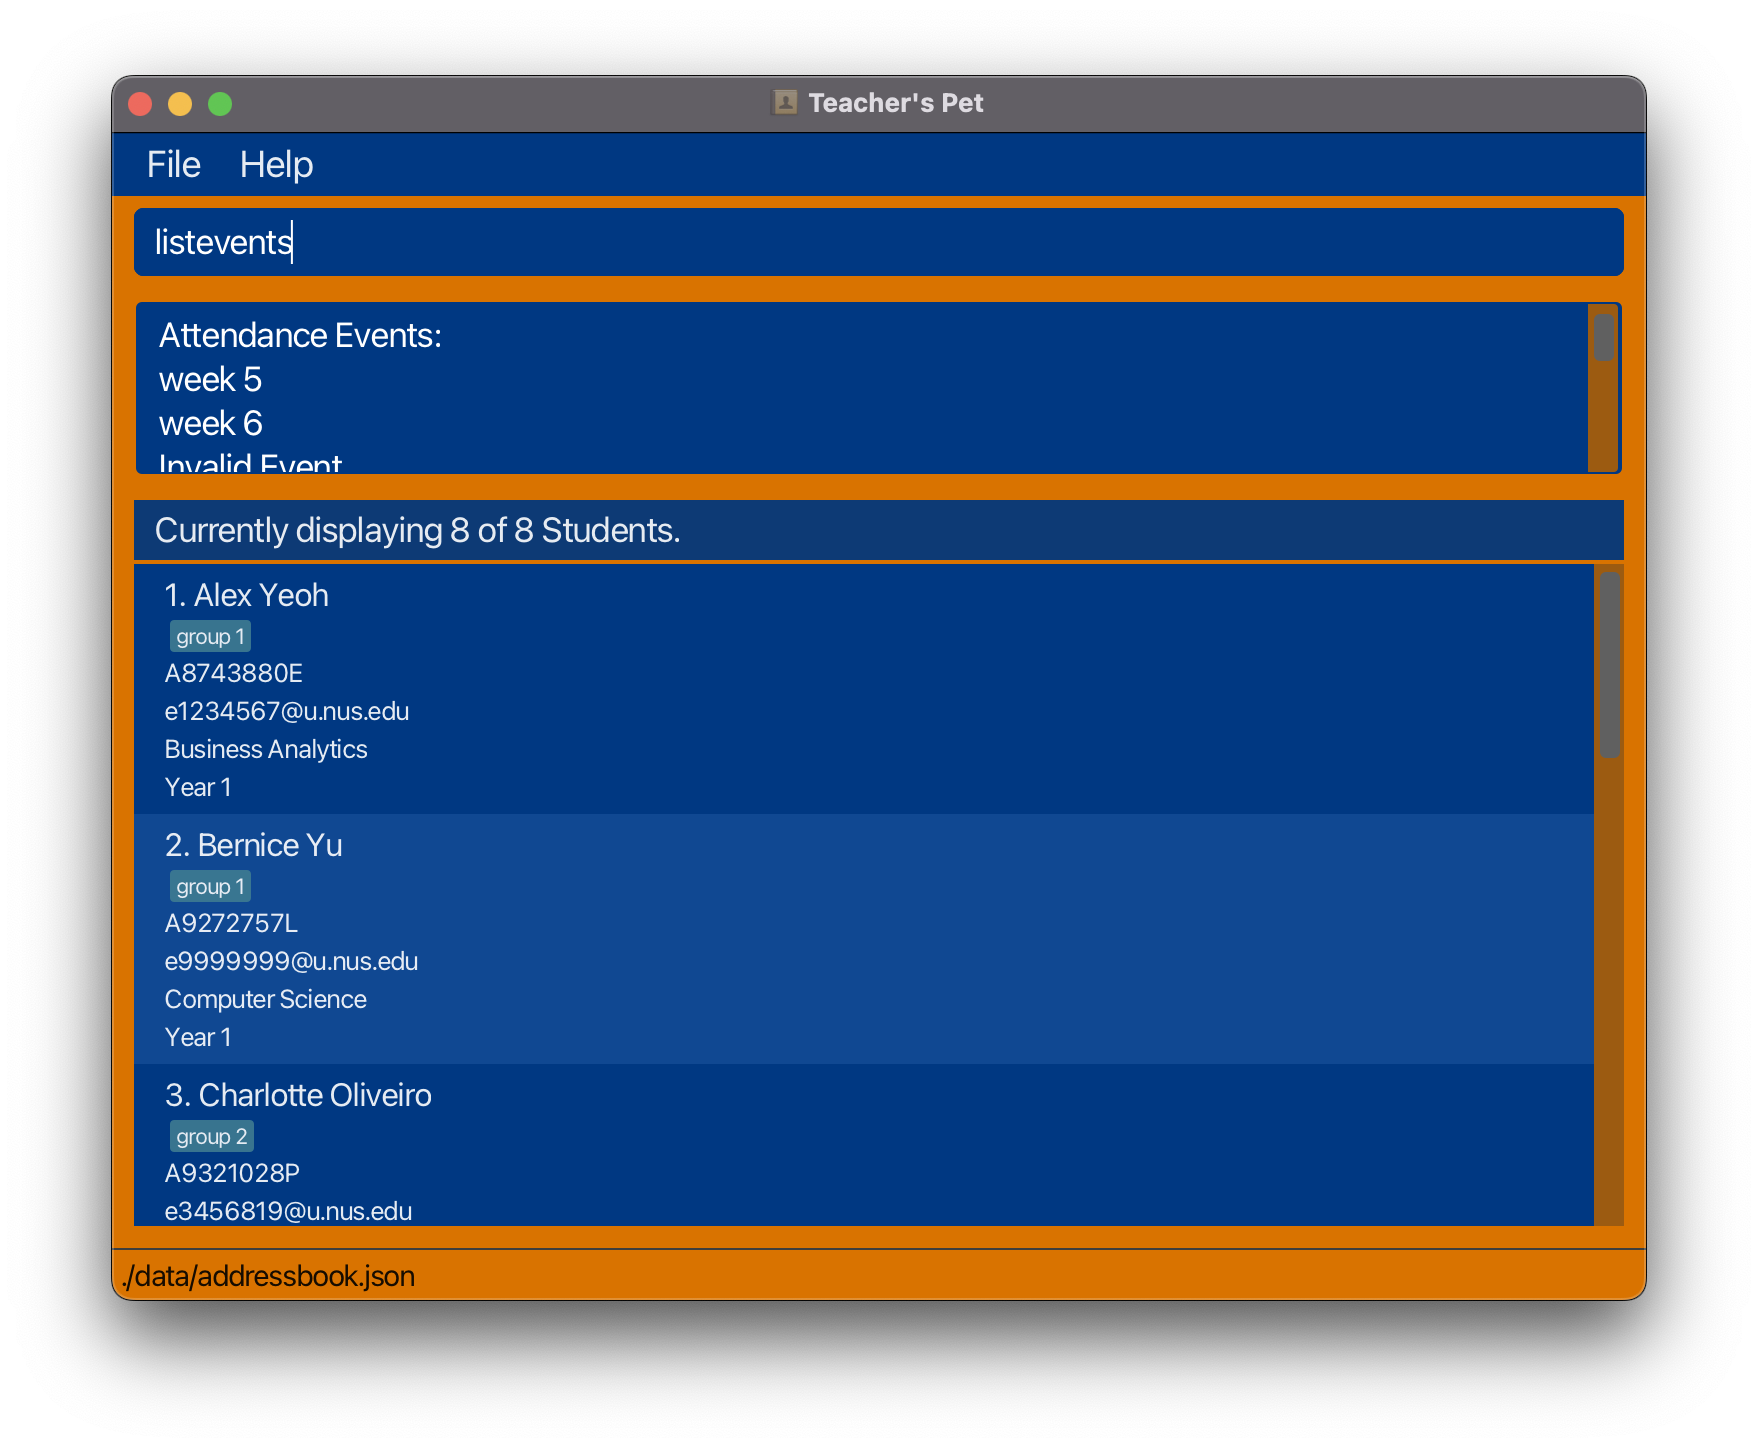 Teacher's Pet
File Help
listevents
Attendance Events:
week 5
week 6
Invalid Event
Currently displaying 8 of 8 Students.
1. Alex Yeoh
group 1
A8743880E
e1234567@u.nus.edu
Business Analytics
Year 1
2. Bernice Yu
group 1
A9272757L
e9999999@u.nus.edu
Computer Science
Year 1
3. Charlotte Oliveiro
group 2
A9321028P
e3456819@u.nus.edu
./data/addressbook.json